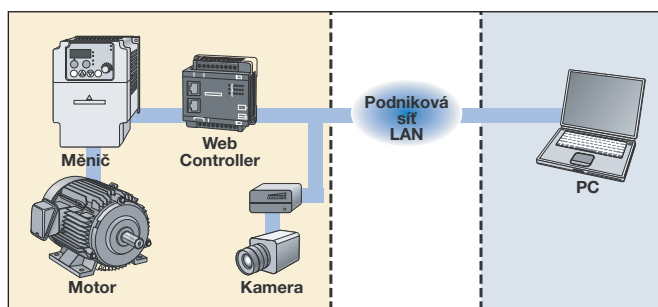 Měnič
Web
Controller
Podniková
síť
LAN
PC
Motor
Kamera